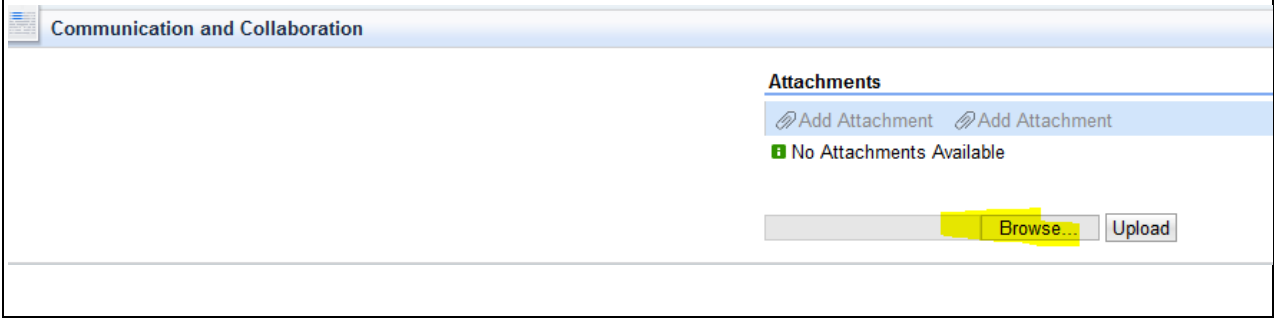 Communication and Collaboration
Attachments
Add Attachment Add Attachment
No Attachments Available
Browse... Upload